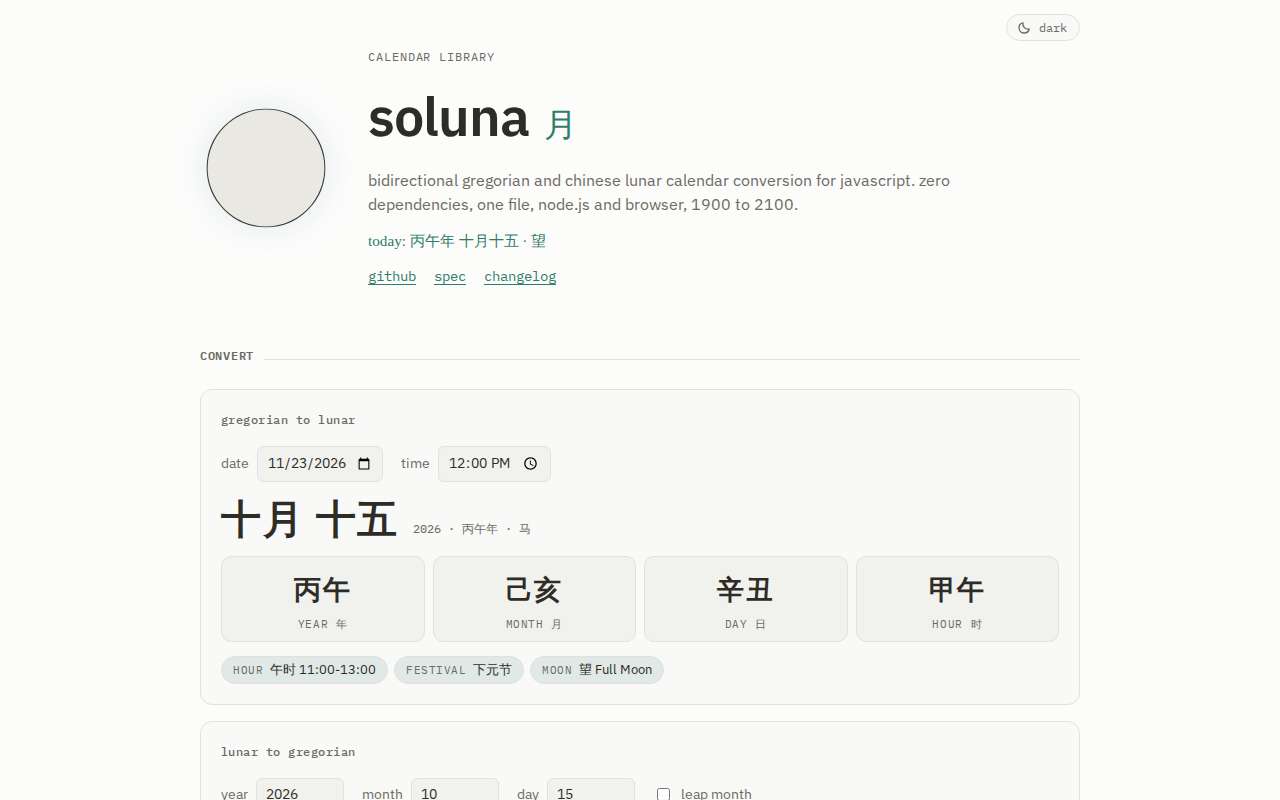 dark
CALENDAR LIBRARY
soluna 月
bidirectional gregorian and chinese lunar calendar conversion for javascript. zero
dependencies, one file, node.js and browser, 1900 to 2100.
today: 丙午年 十月十五 · 望
github spec changelog
CONVERT
gregorian to lunar
date 11/23/2026 time 12:00 PM
十月 十五 2026 · 丙午年 · 马
丙午 己亥 辛丑 甲午
YEAR 年 MONTH 月 DAY 日 HOUR 时
HOUR 午时 11:00-13:00 FESTIVAL 下元节 MOON 望 Full Moon
lunar to gregorian
year 2026 month 10 day 15 leap month